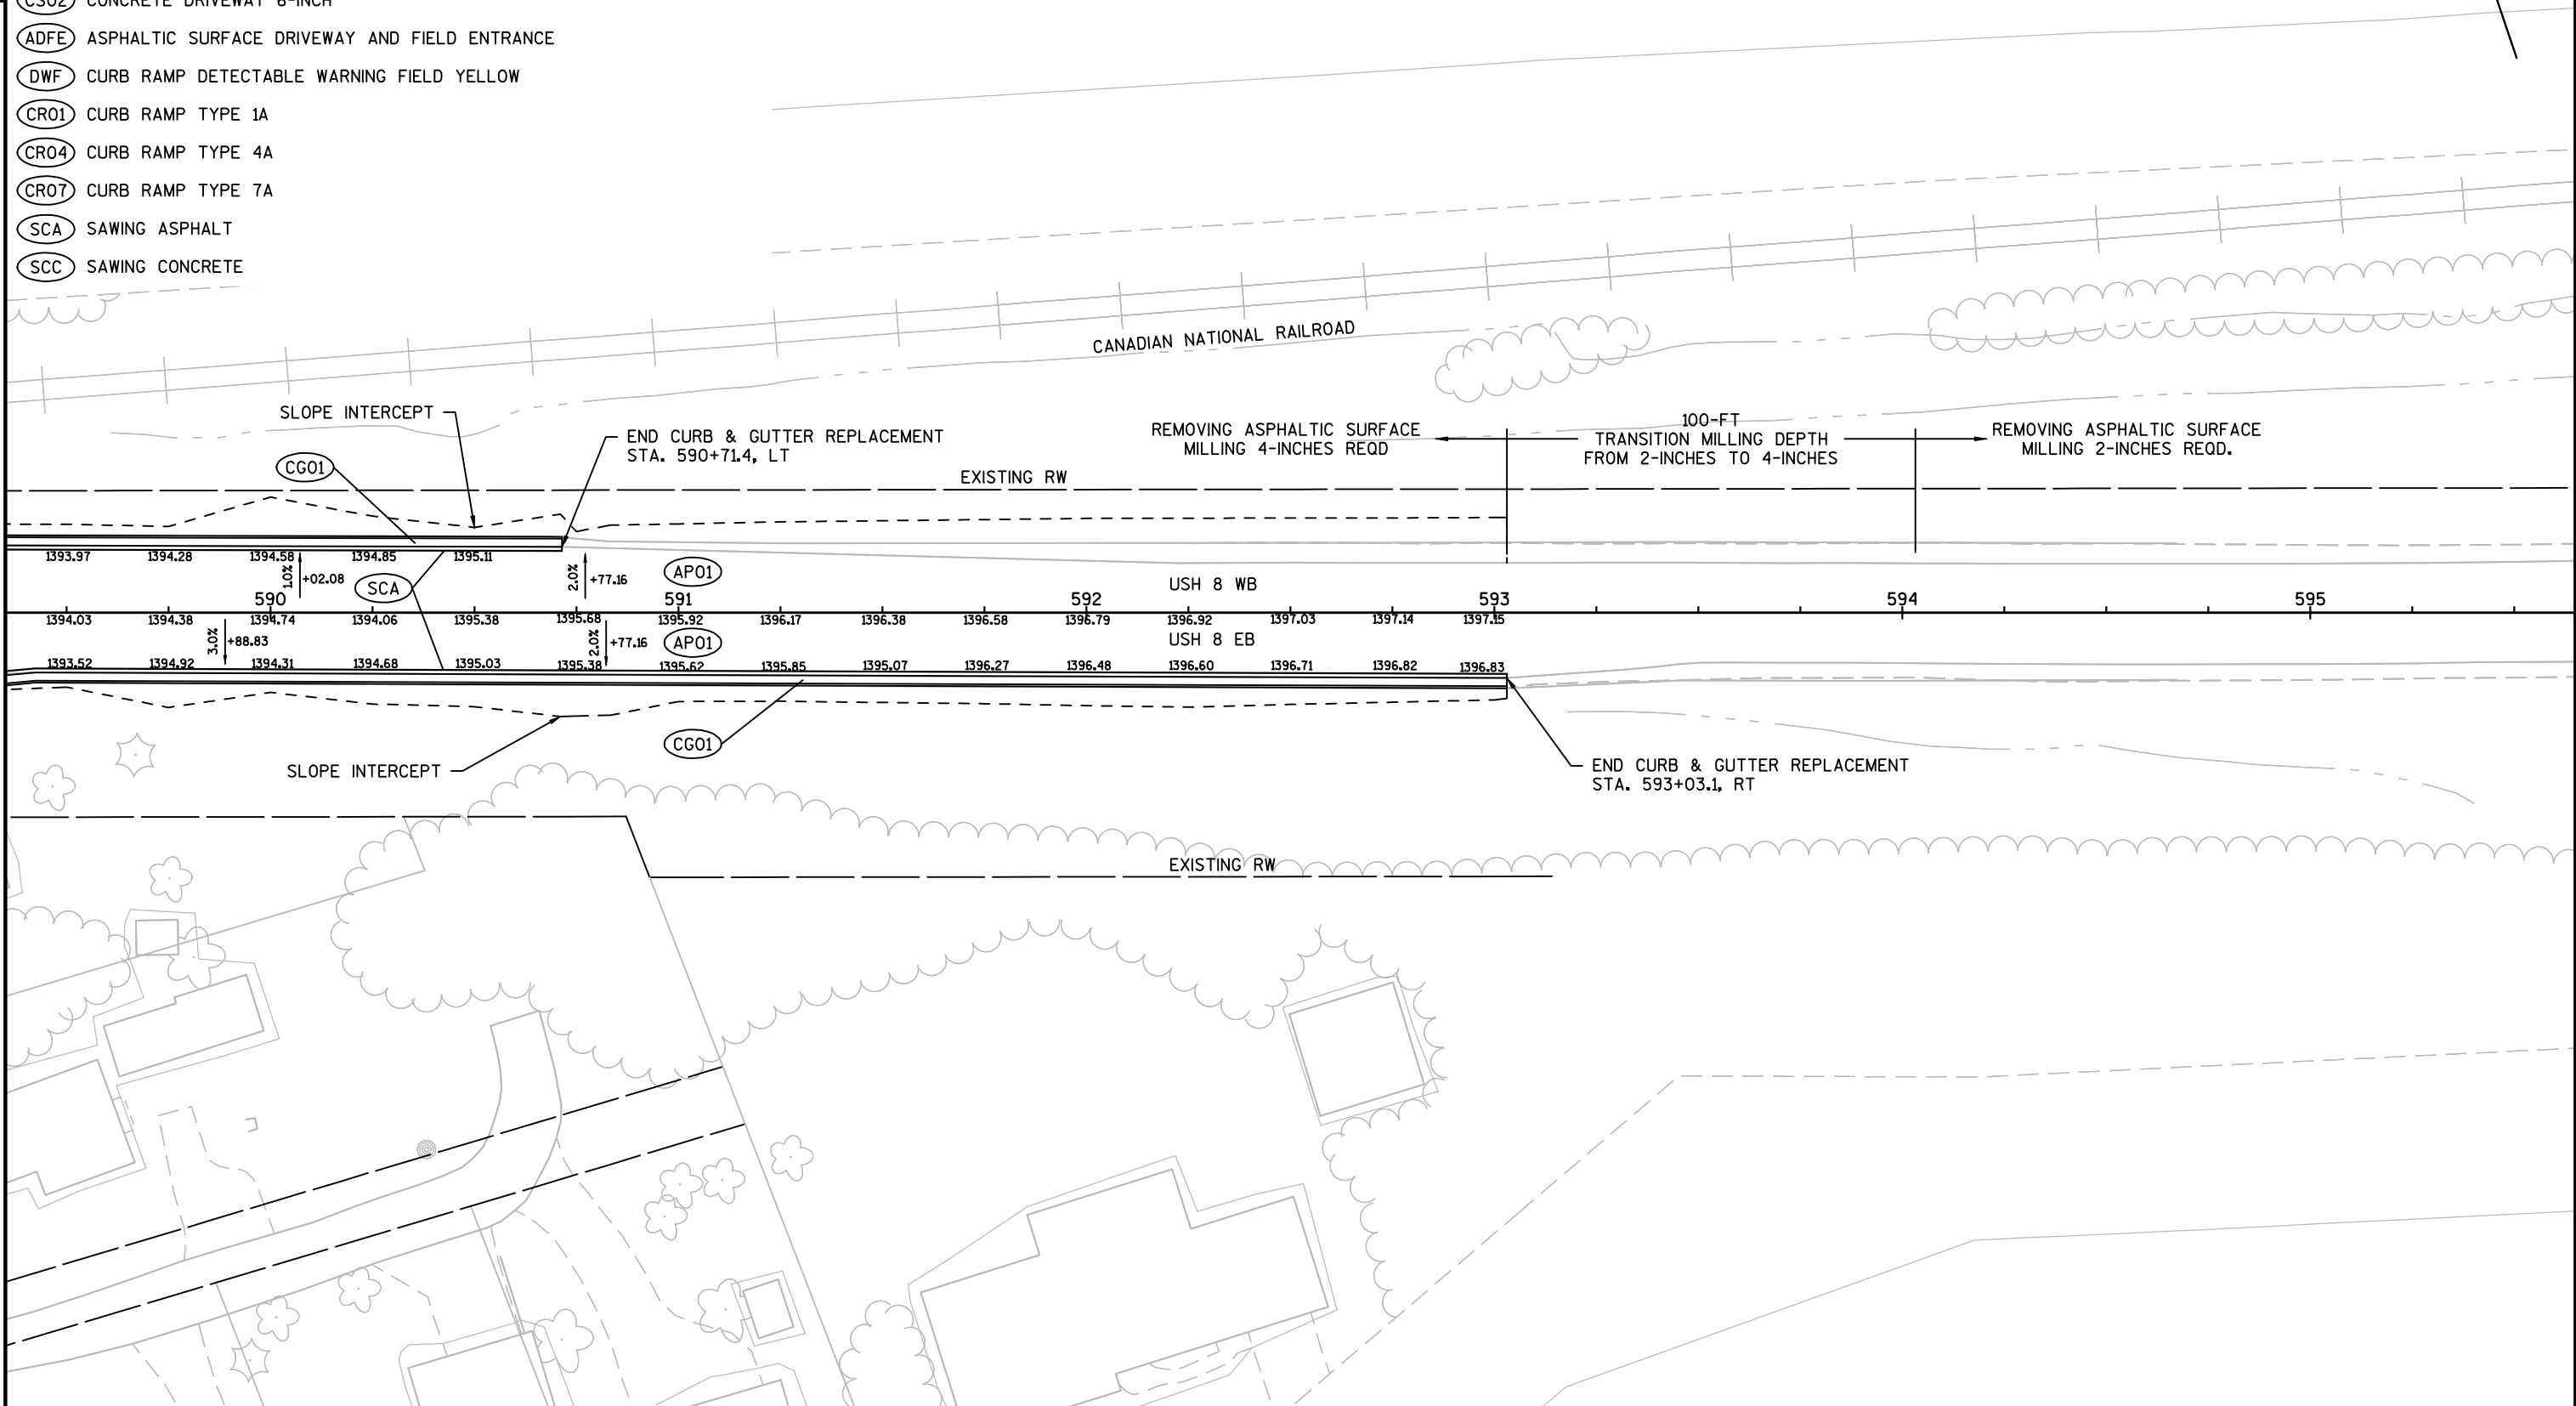 CS02 CONCRETE DRIVEWAY 6-INCH
ADFE ASPHALTIC SURFACE DRIVEWAY AND FIELD ENTRANCE
DWF CURB RAMP DETECTABLE WARNING FIELD YELLOW
CR01 CURB RAMP TYPE 1A
CR04 CURB RAMP TYPE 4A
CR07 CURB RAMP TYPE 7A
SCA SAWING ASPHALT
SCC SAWING CONCRETE
CANADIAN NATIONAL RAILROAD
SLOPE INTERCEPT
END CURB & GUTTER REPLACEMENT
STA. 590+71.4, LT
CG01
REMOVING ASPHALTIC SURFACE
MILLING 4-INCHES REQD
100-FT
TRANSITION MILLING DEPTH
FROM 2-INCHES TO 4-INCHES
REMOVING ASPHALTIC SURFACE
MILLING 2-INCHES REQD.
EXISTING RW
1393.97 1394.28 1394.58 1394.85 1395.11
1.0% +02.08
SCA
2.0% +77.16
AP01
USH 8 WB
590 591 592 593 594 595
1394.03 1394.38 1394.74 1394.06 1395.38 1395.68 1395.92 1396.17 1396.38 1396.58 1396.79 1396.92 1397.03 1397.14 1397.15
3.0% +88.83
2.0% +77.16
AP01
USH 8 EB
1393.52 1394.92 1394.31 1394.68 1395.03 1395.38 1395.62 1395.85 1395.07 1396.27 1396.48 1396.60 1396.71 1396.82 1396.83
CG01
SLOPE INTERCEPT
END CURB & GUTTER REPLACEMENT
STA. 593+03.1, RT
EXISTING RW